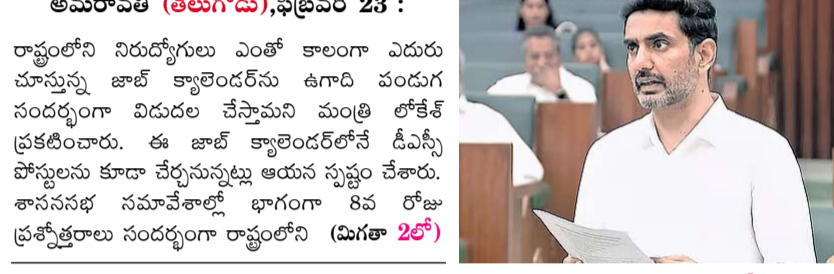 అమరావతి (తెలుగోడు),ఫిబ్రవరి 23 :
రాష్ట్రంలోని నిరుద్యోగులు ఎంతో కాలంగా ఎదురు
చూస్తున్న జాబ్ క్యాలెండర్‌ను ఉగాది పండుగ
సందర్భంగా విడుదల చేస్తామని మంత్రి లోకేశ్
ప్రకటించారు. ఈ జాబ్ క్యాలెండర్‌లోనే డీఎస్సీ
పోస్టులను కూడా చేర్చనున్నట్లు ఆయన స్పష్టం చేశారు.
శాసనసభ సమావేశాల్లో భాగంగా 8వ రోజు
ప్రశ్నోత్తరాలు సందర్భంగా రాష్ట్రంలోని (మిగతా 2లో)